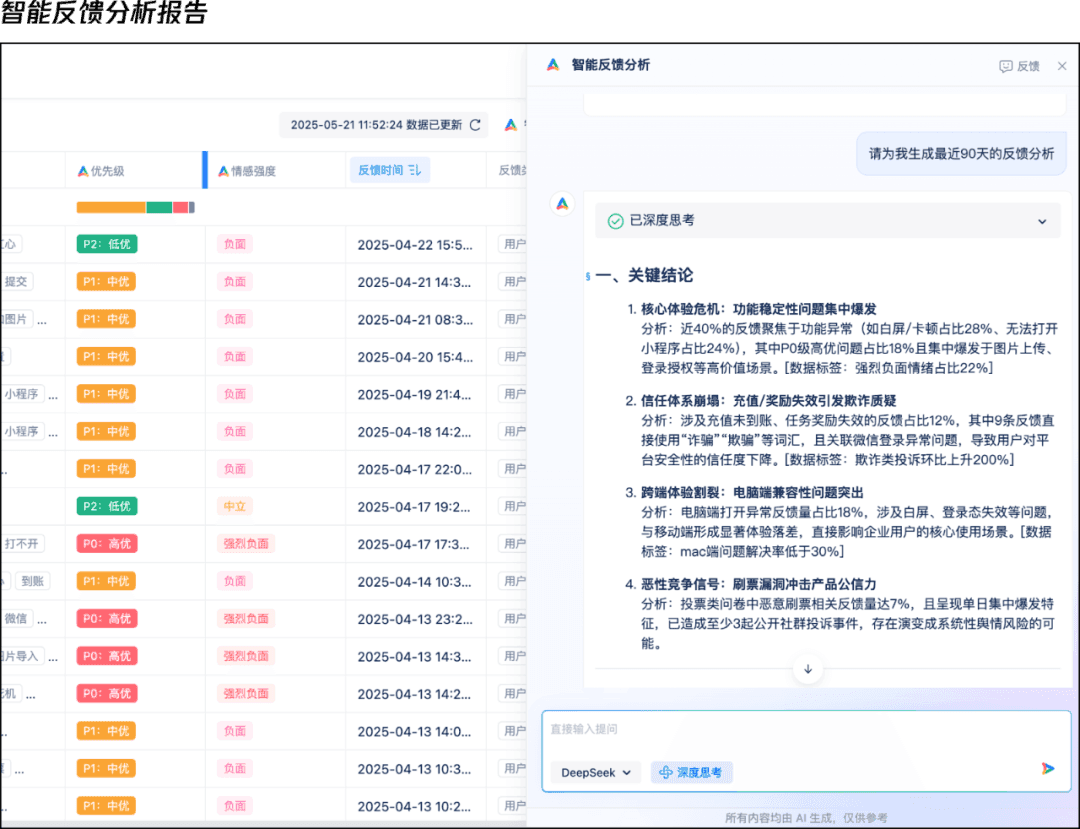 智能反馈分析报告
智能反馈分析
反馈
2025-05-21 11:52:24 数据已更新
请为我生成最近90天的反馈分析
优先级
情感强度
反馈时间
反馈
P2：低优 负面 2025-04-22 15:5... 用户
提交 P1：中优 负面 2025-04-21 14:3... 用户
图片 ... P1：中优 负面 2025-04-21 08:3... 用户
P1：中优 负面 2025-04-20 15:4... 用户
小程序 ... P1：中优 负面 2025-04-19 21:4... 用户
小程序 ... P1：中优 负面 2025-04-18 14:2... 用户
P1：中优 负面 2025-04-17 22:0... 用户
P2：低优 中立 2025-04-17 19:2... 用户
打不开 P0：高优 强烈负面 2025-04-17 17:3... 用户
到账 P1：中优 负面 2025-04-14 10:3... 用户
微信 ... P0：高优 强烈负面 2025-04-13 23:2... 用户
图片导入 ... P0：高优 强烈负面 2025-04-13 14:3... 用户
机 ... P0：高优 强烈负面 2025-04-13 14:2... 用户
P1：中优 负面 2025-04-13 14:0... 用户
... P1：中优 负面 2025-04-13 10:3... 用户
P1：中优 负面 2025-04-13 10:2... 用户
已深度思考
一、关键结论
1. 核心体验危机：功能稳定性问题集中爆发
分析：近40%的反馈聚焦于功能异常（如白屏/卡顿占比28%、无法打开
小程序占比24%），其中P0级高优问题占比18%且集中爆发于图片上传、
登录授权等高价值场景。[数据标签：强烈负面情绪占比22%]
2. 信任体系崩塌：充值/奖励失效引发欺诈质疑
分析：涉及充值未到账、任务奖励失效的反馈占比12%，其中9条反馈直
接使用“诈骗”“欺骗”等词汇，且关联微信登录异常问题，导致用户对平
台安全性的信任度下降。[数据标签：欺诈类投诉环比上升200%]
3. 跨端体验割裂：电脑端兼容性问题突出
分析：电脑端打开异常反馈量占比18%，涉及白屏、登录态失效等问题，
与移动端形成显著体验落差，直接影响企业用户的核心使用场景。[数据
标签：mac端问题解决率低于30%]
4. 恶性竞争信号：刷票漏洞冲击产品公信力
分析：投票类问卷中恶意刷票相关反馈量达7%，且呈现单日集中爆发特
征，已造成至少3起公开社群投诉事件，存在演变成系统性舆情风险的可
能。
直接输入提问
DeepSeek
深度思考
所有内容均由 AI 生成，仅供参考